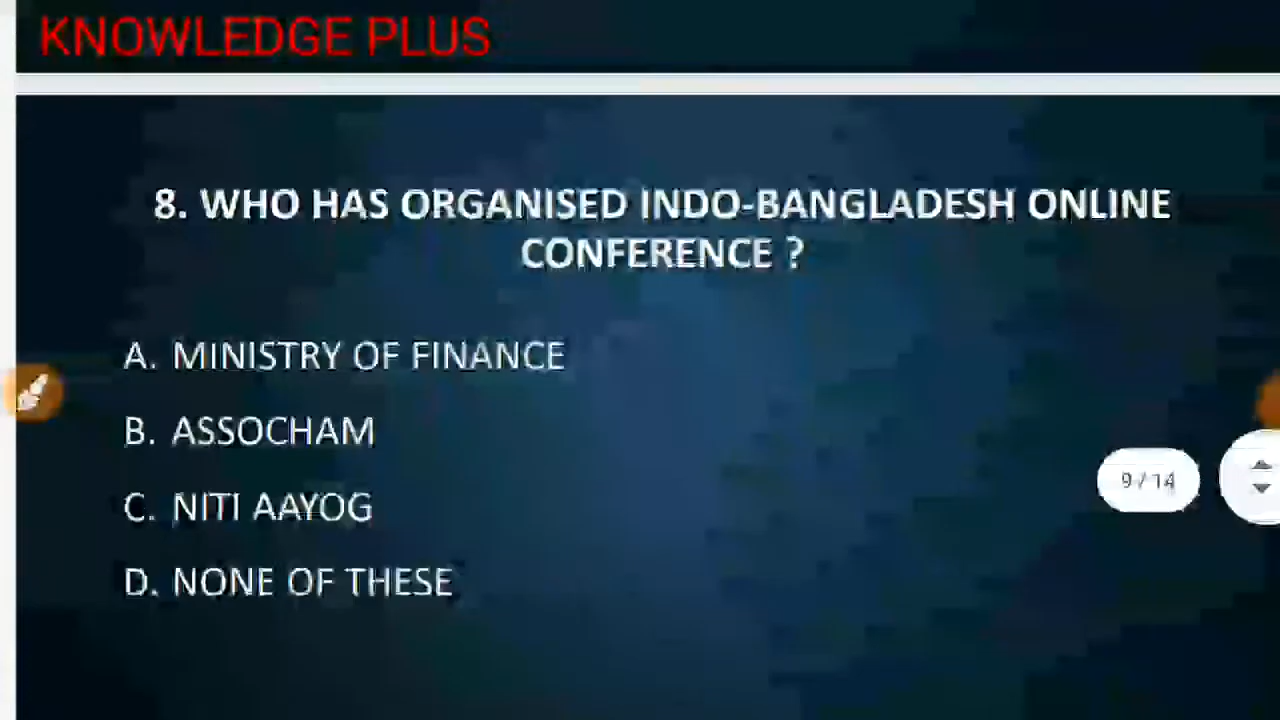 KNOWLEDGE PLUS
8. WHO HAS ORGANISED INDO-BANGLADESH ONLINE
CONFERENCE ?
A. MINISTRY OF FINANCE
B. ASSOCHAM
C. NITI AAYOG
D. NONE OF THESE
9 / 14